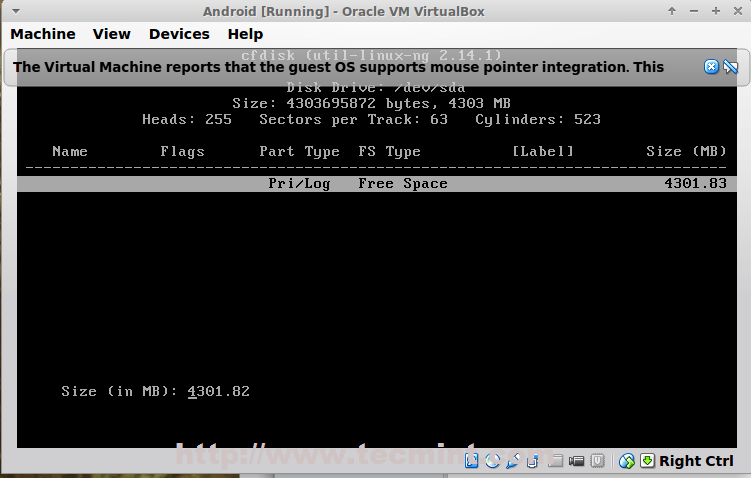 Android [Running] - Oracle VM VirtualBox
Machine View Devices Help
cfdisk (util-linux-ng 2.14.1)
The Virtual Machine reports that the guest OS supports mouse pointer integration. This
Disk Drive: /dev/sda
Size: 4303695872 bytes, 4303 MB
Heads: 255 Sectors per Track: 63 Cylinders: 523
Name Flags Part Type FS Type [Label] Size (MB)
Pri/Log Free Space 4301.83
Size (in MB): 4301.82
http://www.tecmint.com
Right Ctrl